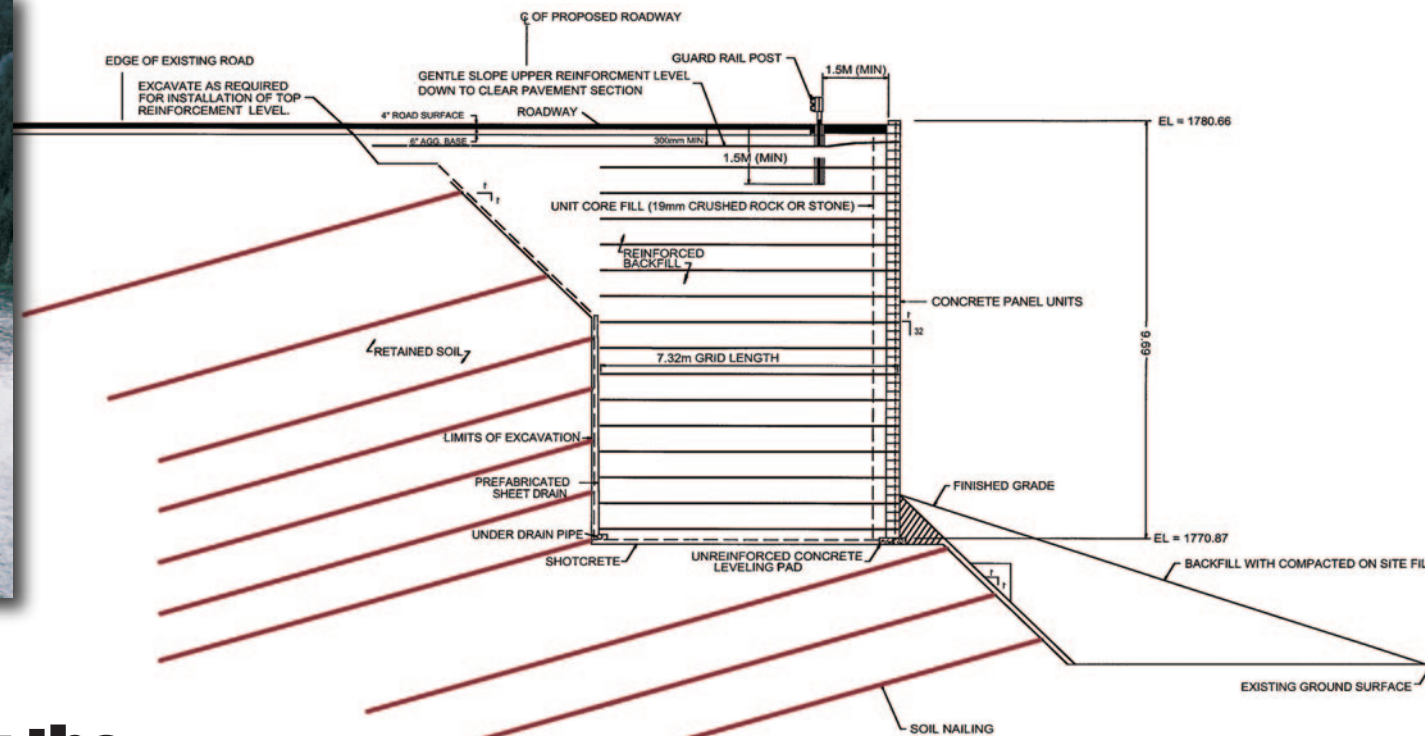 ℄ OF PROPOSED ROADWAY
EDGE OF EXISTING ROAD
GUARD RAIL POST
1.5M (MIN)
EXCAVATE AS REQUIRED
FOR INSTALLATION OF TOP
REINFORCEMENT LEVEL.
GENTLE SLOPE UPPER REINFORCMENT LEVEL
DOWN TO CLEAR PAVEMENT SECTION
4" ROAD SURFACE
ROADWAY
EL = 1780.66
6" AGG. BASE
300mm MIN
1.5M (MIN)
1
1
UNIT CORE FILL (19mm CRUSHED ROCK OR STONE)
REINFORCED
BACKFILL
CONCRETE PANEL UNITS
1
32
9.69
RETAINED SOIL
7.32m GRID LENGTH
LIMITS OF EXCAVATION
PREFABRICATED
SHEET DRAIN
FINISHED GRADE
UNDER DRAIN PIPE
EL = 1770.87
SHOTCRETE
UNREINFORCED CONCRETE
LEVELING PAD
BACKFILL WITH COMPACTED ON SITE FIL
1
1
EXISTING GROUND SURFACE
SOIL NAILING